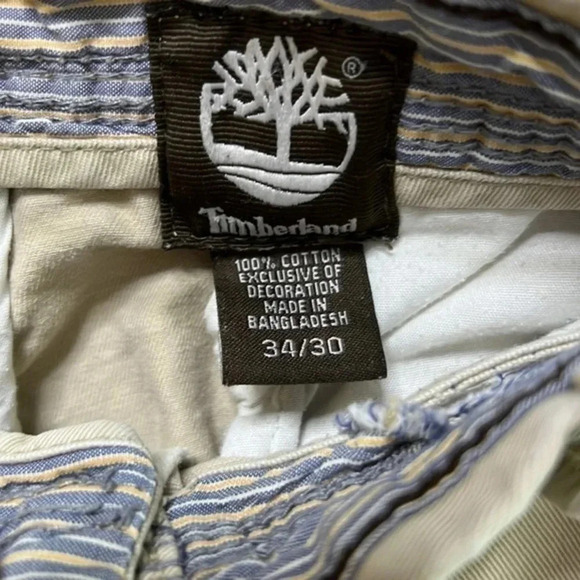 ®
Timberland
100% COTTON
EXCLUSIVE OF
DECORATION
MADE IN
BANGLADESH
34/30